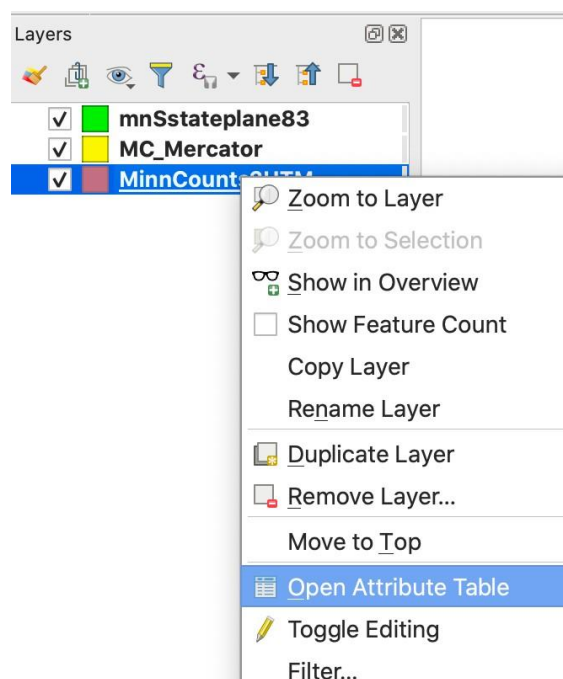 Layers
mnSstateplane83
MC_Mercator
Zoom to Layer
Zoom to Selection
Show in Overview
Show Feature Count
Copy Layer
Rename Layer
Duplicate Layer
Remove Layer...
Move to Top
Open Attribute Table
Toggle Editing
Filter...